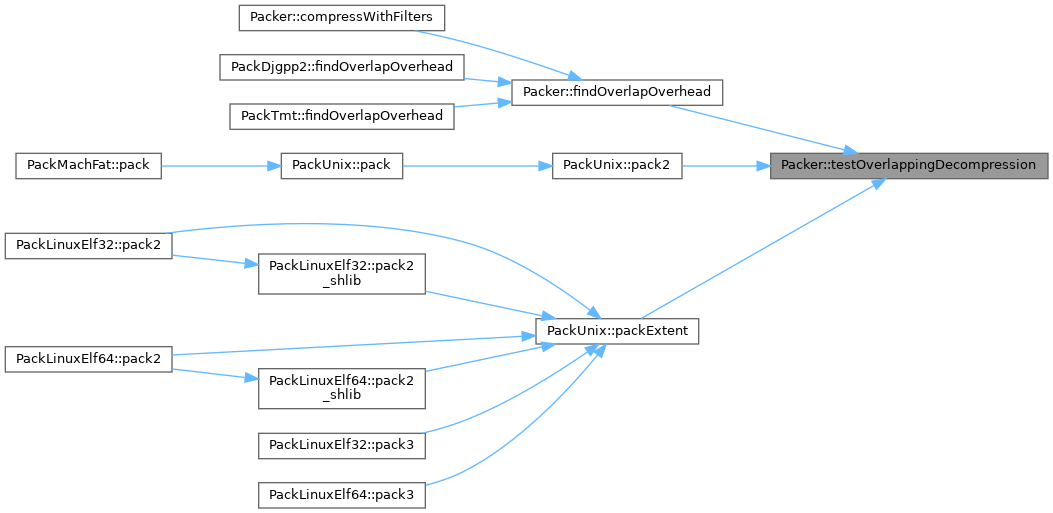 Packer::compressWithFilters
PackDjgpp2::findOverlapOverhead
Packer::findOverlapOverhead
PackTmt::findOverlapOverhead
PackMachFat::pack
PackUnix::pack
PackUnix::pack2
Packer::testOverlappingDecompression
PackLinuxElf32::pack2
PackLinuxElf32::pack2
_shlib
PackUnix::packExtent
PackLinuxElf64::pack2
PackLinuxElf64::pack2
_shlib
PackLinuxElf32::pack3
PackLinuxElf64::pack3